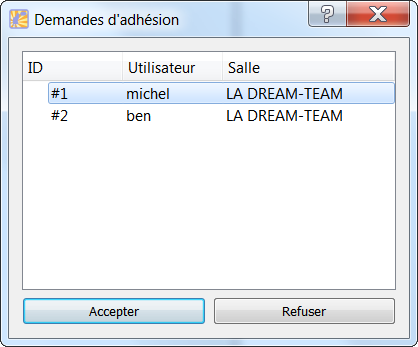 Demandes d'adhésion
ID Utilisateur Salle
#1 michel LA DREAM-TEAM
#2 ben LA DREAM-TEAM
Accepter Refuser